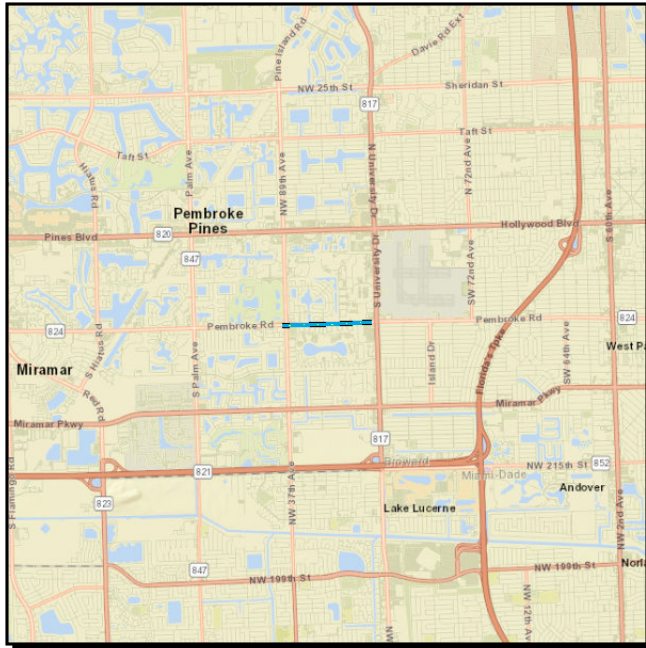 Pine Island Rd
Davie Rd Ext
NW 25th St
Sheridan St
817
Taft St
Taft St
Hiatus Rd
Palm Ave
NW 89th Ave
N University Dr
N 72nd Ave
Pembroke
Pines
Hollywood Blvd
S 60th Ave
Pines Blvd
820
847
S University Dr
SW 72nd Ave
824
Pembroke Rd
Pembroke Rd
824
S Hiatus Rd
S Palm Ave
Island Dr
Florida's Tpke
SW 64th Ave
West Pa
Miramar
Red Rd
Miramar Pkwy
Miramar Pkwy
817
Broward
S Flamingo Rd
821
NW 215th St
852
Miami-Dade
823
NW 37th Ave
Lake Lucerne
Andover
NW 2nd Ave
847
NW 199th St
NW 199th St
Norla
NW
NW 12th Av